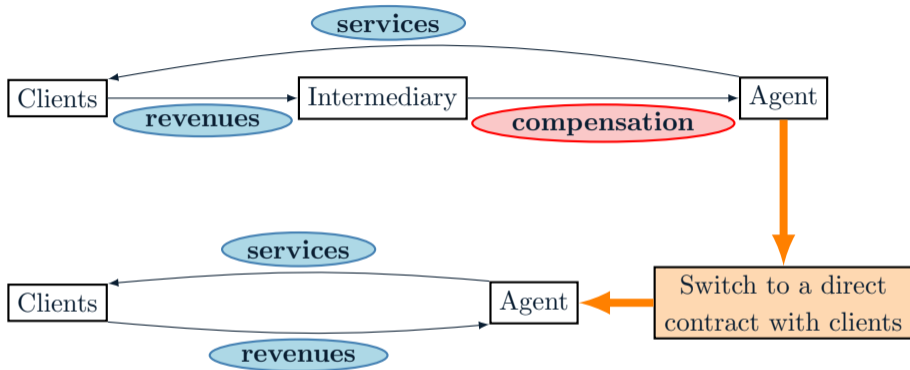 services
Clients
Intermediary
Agent
revenues
compensation
services
Clients
Agent
Switch to a direct
contract with clients
revenues